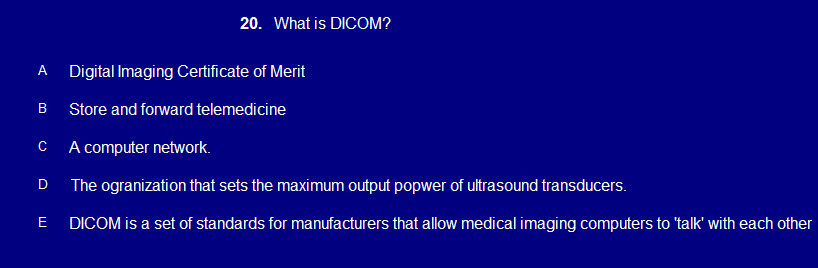 20. What is DICOM?
A Digital Imaging Certificate of Merit
B Store and forward telemedicine
C A computer network.
D The ogranization that sets the maximum output popwer of ultrasound transducers.
E DICOM is a set of standards for manufacturers that allow medical imaging computers to 'talk' with each other